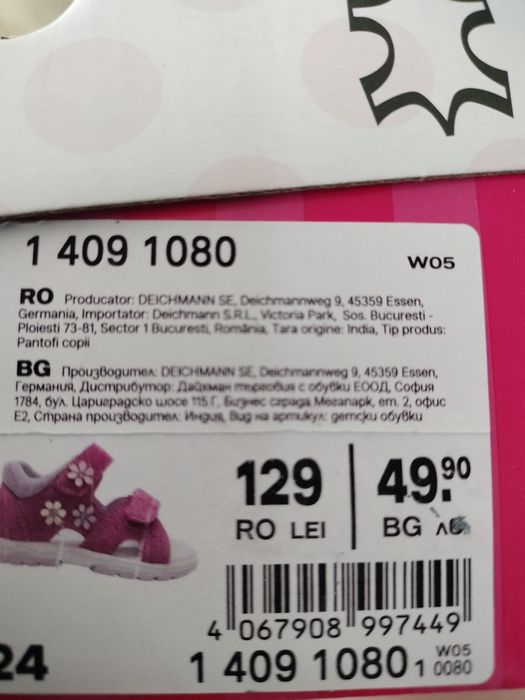 1 409 1080
W05
RO Producator: DEICHMANN SE, Deichmannweg 9, 45359 Essen,
Germania, Importator: Deichmann S.R.L., Victoria Park, Sos. Bucuresti -
Ploiesti 73-81, Sector 1 Bucuresti, România, Tara origine: India, Tip produs:
Pantofi copii
BG Производител: DEICHMANN SE, Deichmannweg 9, 45359 Essen,
Германия, Дистрибутор: Дайхман търговия с обувки ЕООД, София
1784, бул. Цариградско шосе 115 Г, Бизнес сграда Мегапарк, ет. 2, офис
Е2, Страна производител: Индия, Вид на артикул: детски обувки
129
RO LEI
49.90
BG лв
4 067908 997449
24
1 409 1080 1
W05
0080